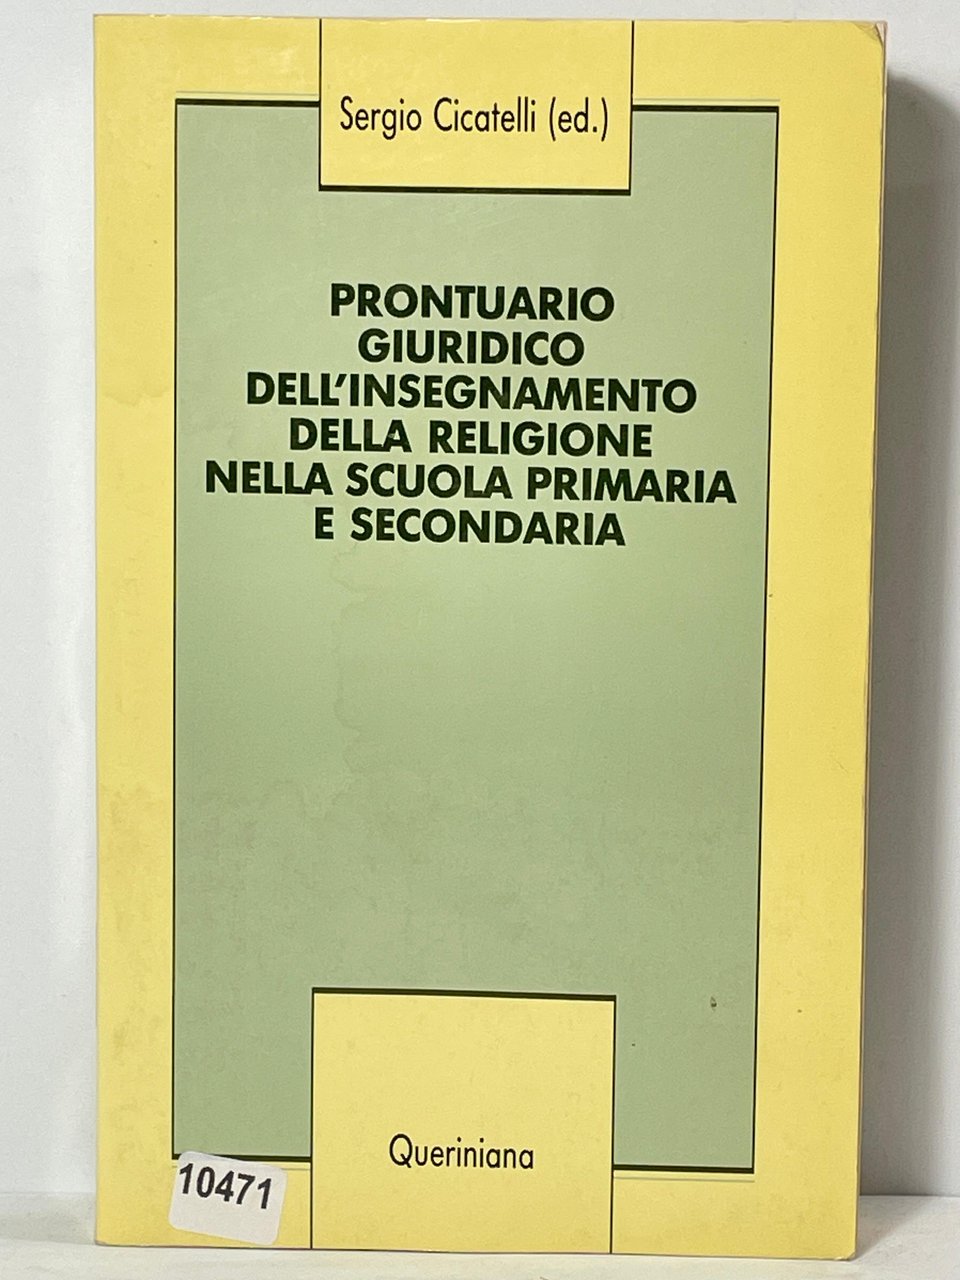 Sergio Cicatelli (ed.)
PRONTUARIO
GIURIDICO
DELL'INSEGNAMENTO
DELLA RELIGIONE
NELLA SCUOLA PRIMARIA
E SECONDARIA
Queriniana
10471